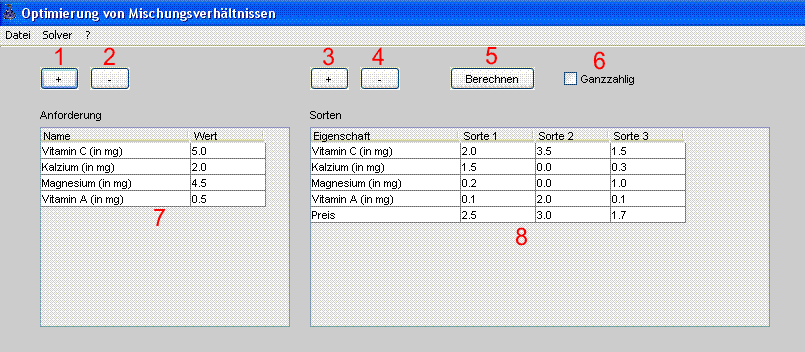 Optimierung von Mischungsverhältnissen
Datei Solver ?
1 2 3 4 5 6
+ - + - Berechnen Ganzzahlig
Anforderung Sorten
Name Wert Eigenschaft Sorte 1 Sorte 2 Sorte 3
Vitamin C (in mg) 5.0 Vitamin C (in mg) 2.0 3.5 1.5
Kalzium (in mg) 2.0 Kalzium (in mg) 1.5 0.0 0.3
Magnesium (in mg) 4.5 Magnesium (in mg) 0.2 0.0 1.0
Vitamin A (in mg) 0.5 Vitamin A (in mg) 0.1 2.0 0.1
Preis 2.5 3.0 1.7
7 8